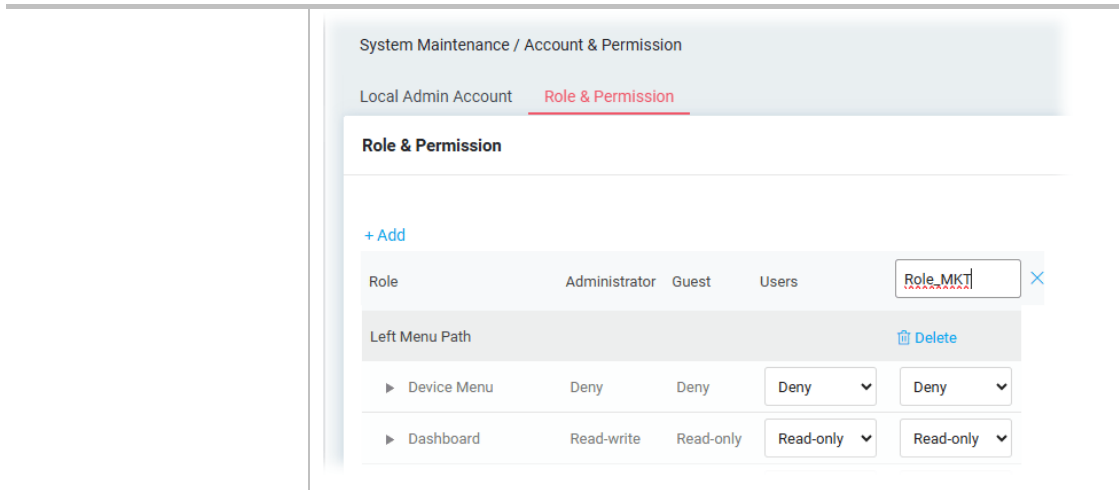 System Maintenance / Account & Permission
Local Admin Account Role & Permission
Role & Permission
+ Add
Role Administrator Guest Users Role_MKT
Left Menu Path Delete
Device Menu Deny Deny Deny Deny
Dashboard Read-write Read-only Read-only Read-only